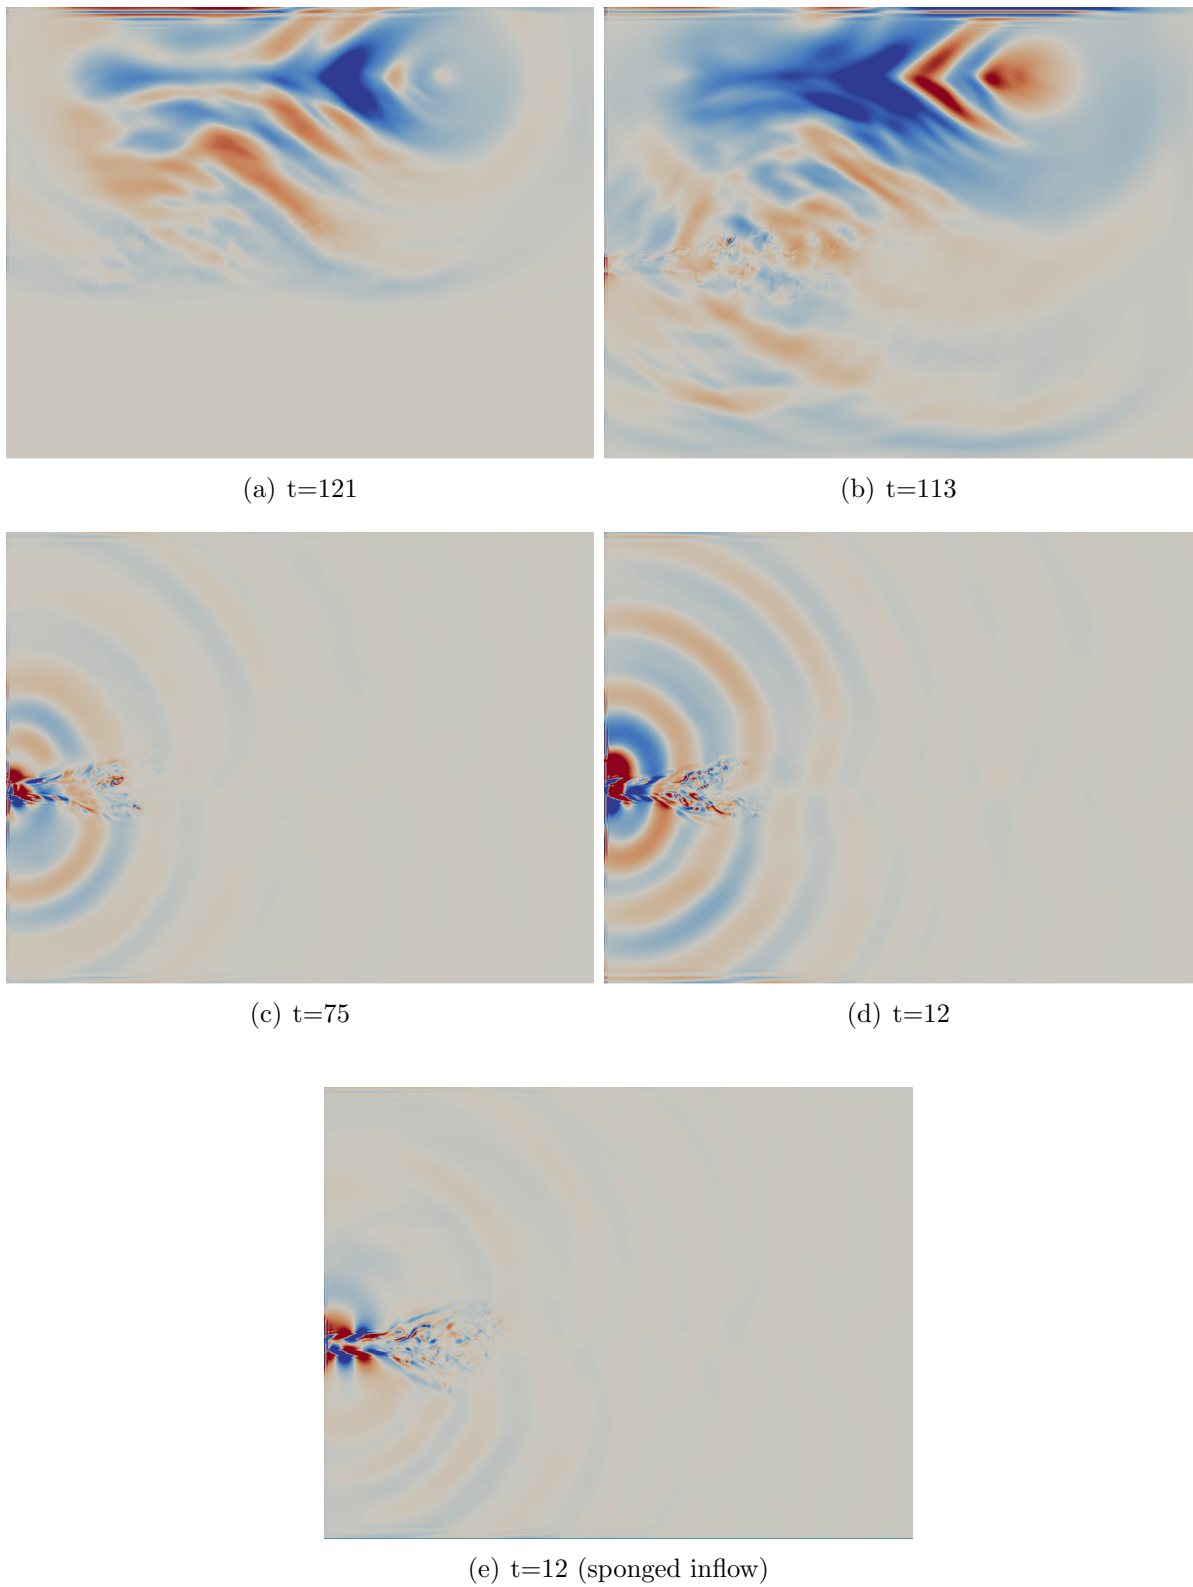 (a) t=121
(b) t=113
(c) t=75
(d) t=12
(e) t=12 (sponged inflow)